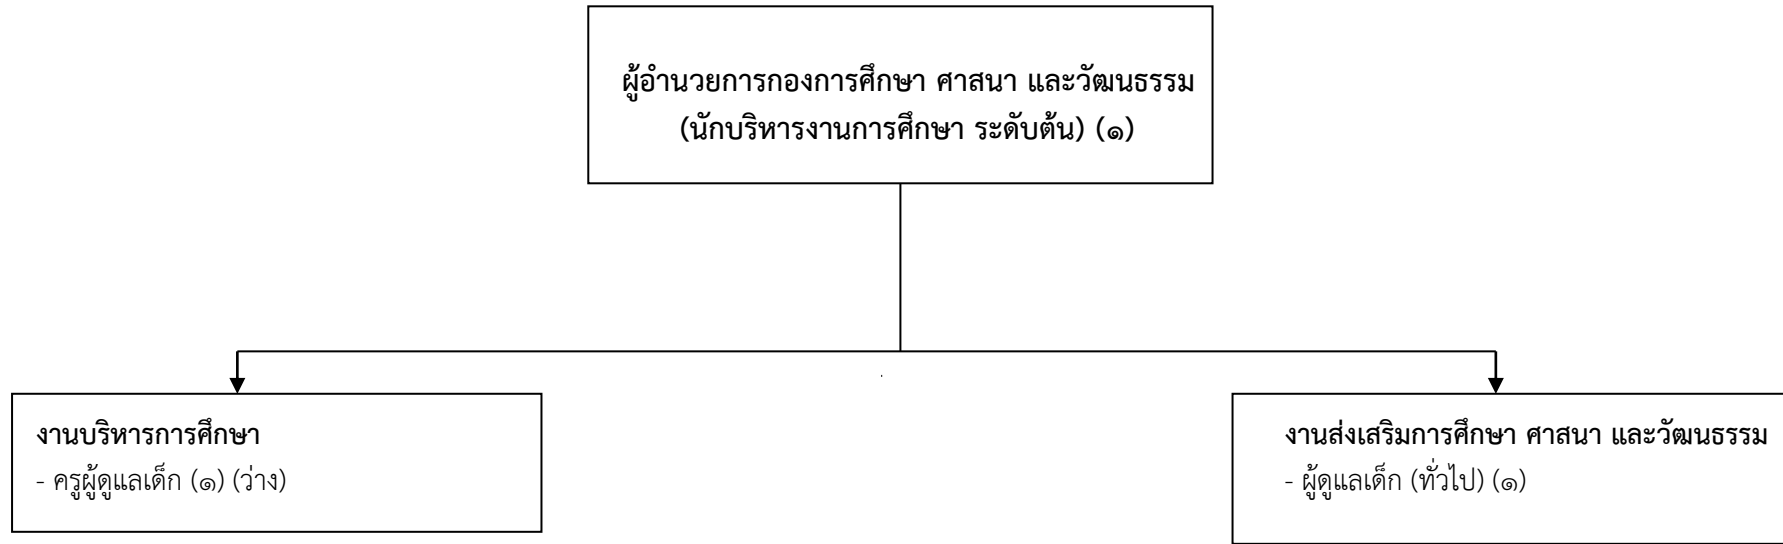 ผู้อำนวยการกองการศึกษา ศาสนา และวัฒนธรรม
(นักบริหารงานการศึกษา ระดับต้น) (๑)
งานบริหารการศึกษา
- ครูผู้ดูแลเด็ก (๑) (ว่าง)
งานส่งเสริมการศึกษา ศาสนา และวัฒนธรรม
- ผู้ดูแลเด็ก (ทั่วไป) (๑)